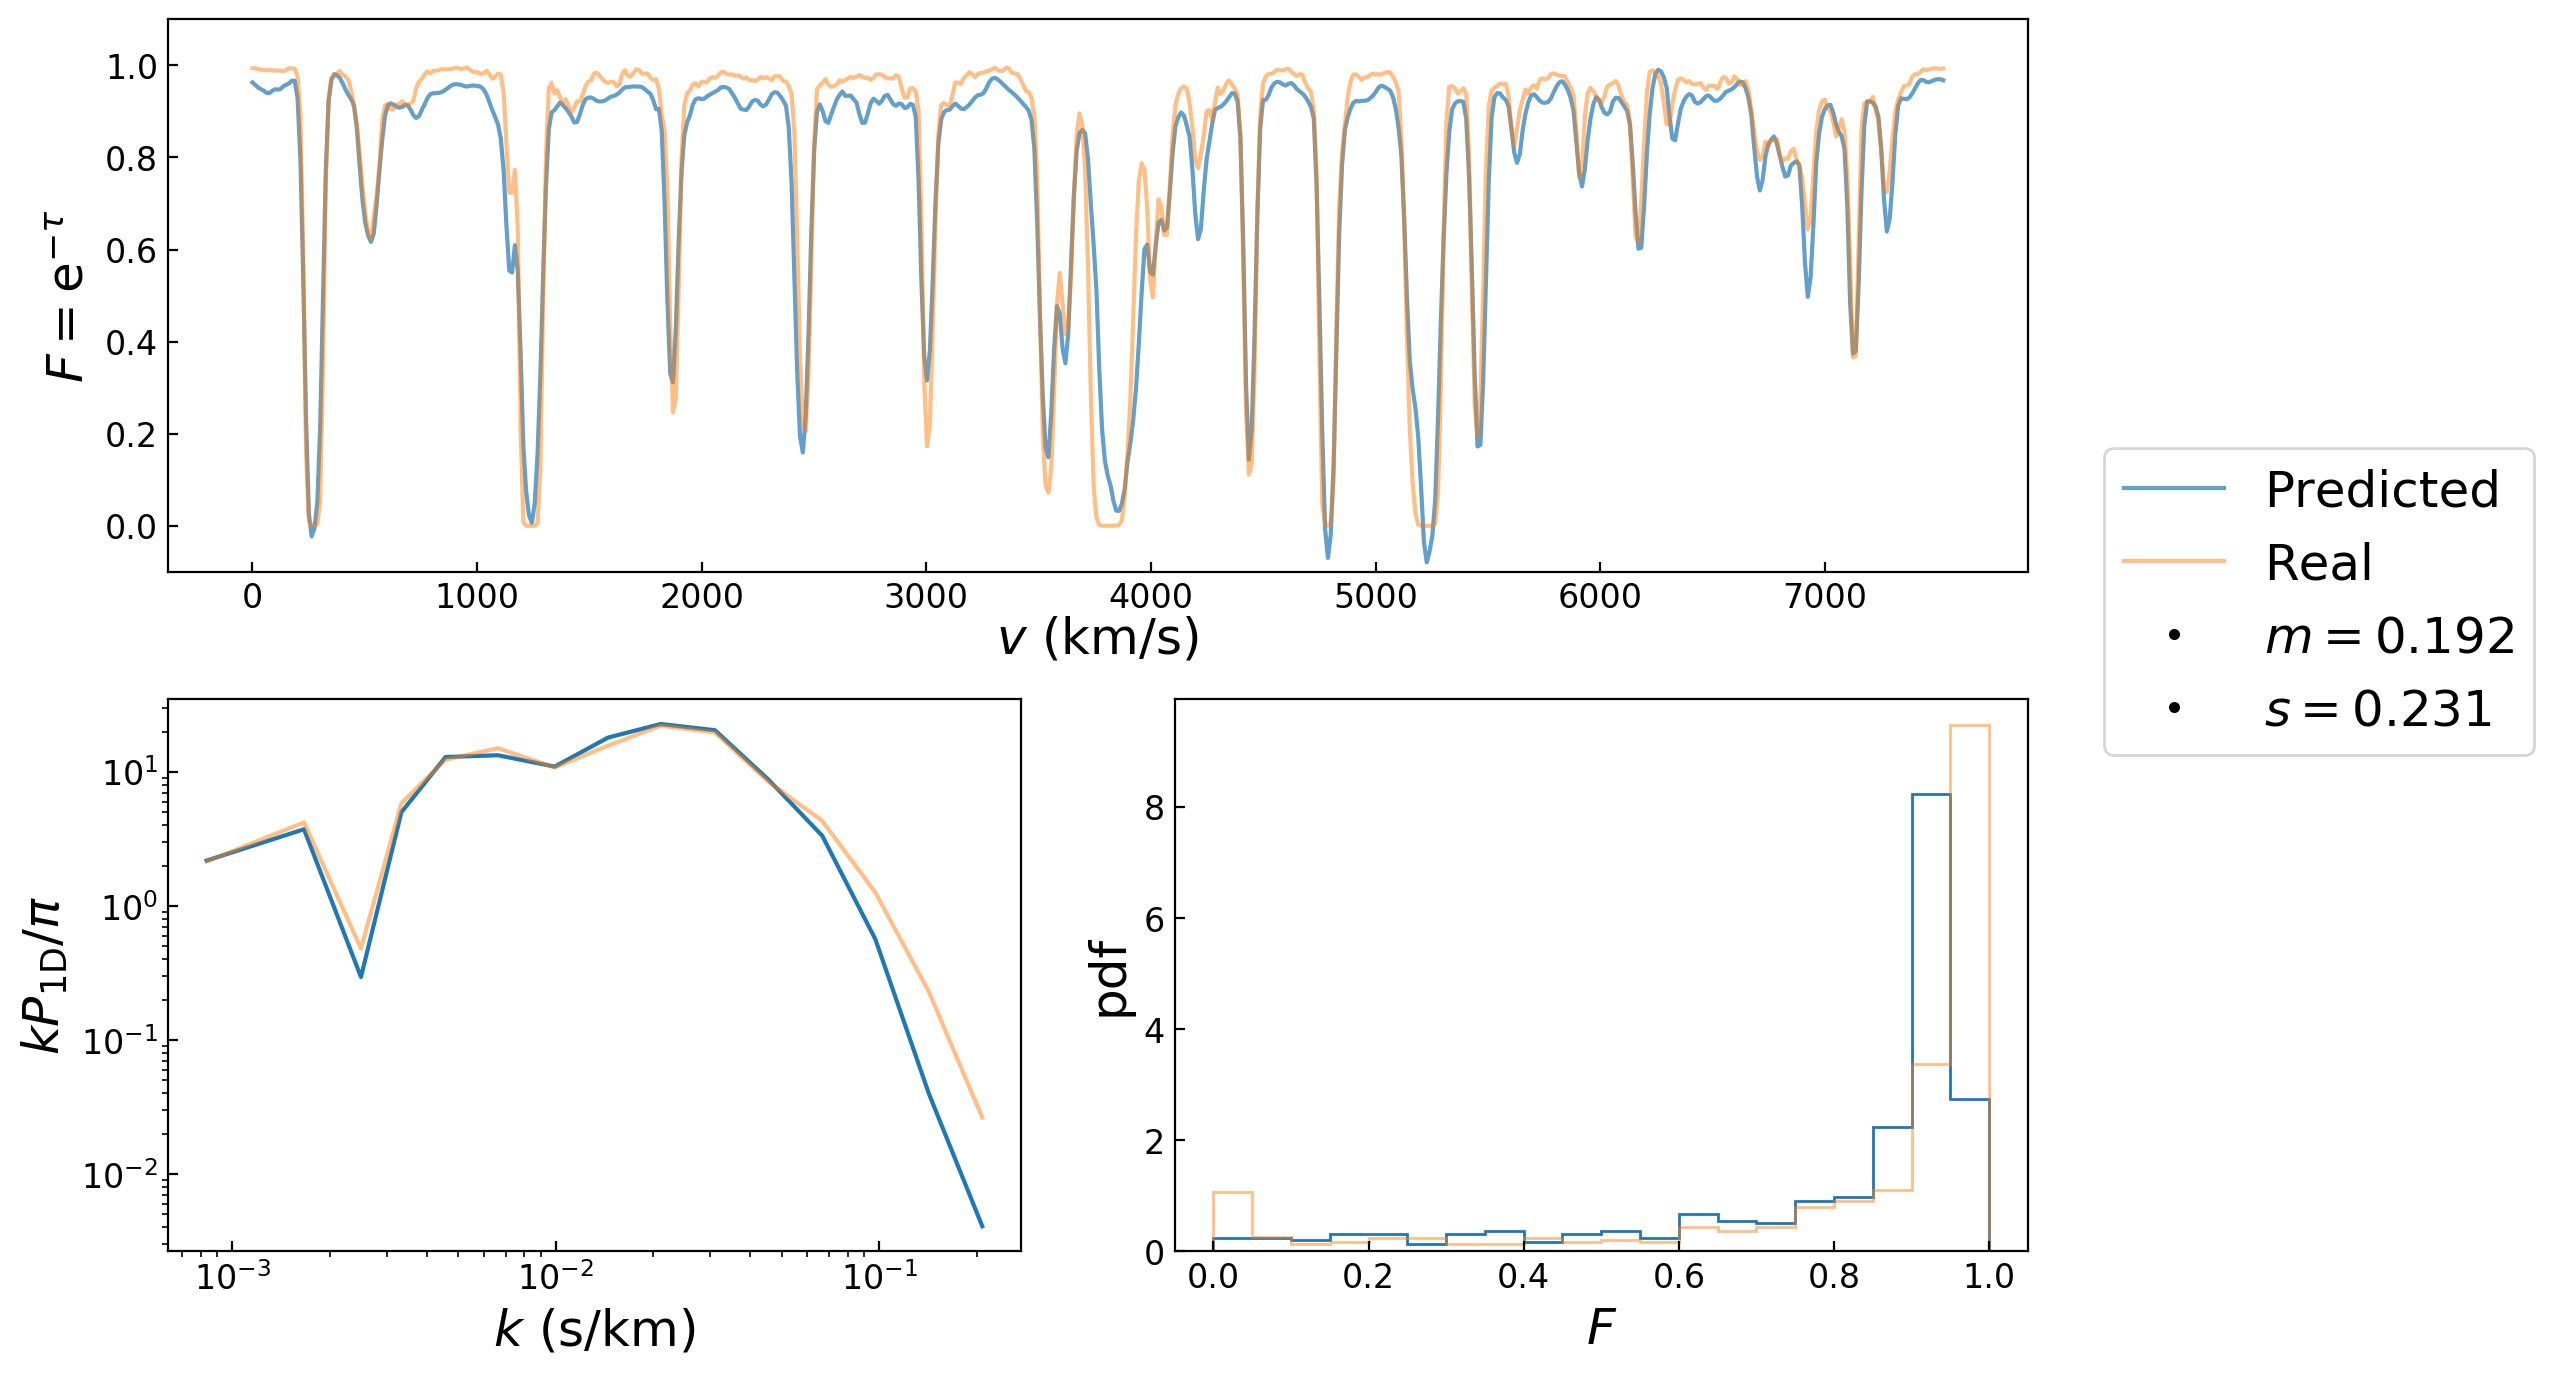 F = e^{−τ}
1.0
0.8
0.6
0.4
0.2
0.0
0 1000 2000 3000 4000 5000 6000 7000
v (km/s)
Predicted
Real
m = 0.192
s = 0.231
kP_{1D}/π
10^1
10^0
10^{−1}
10^{−2}
10^{−3} 10^{−2} 10^{−1}
k (s/km)
pdf
8
6
4
2
0
0.0 0.2 0.4 0.6 0.8 1.0
F